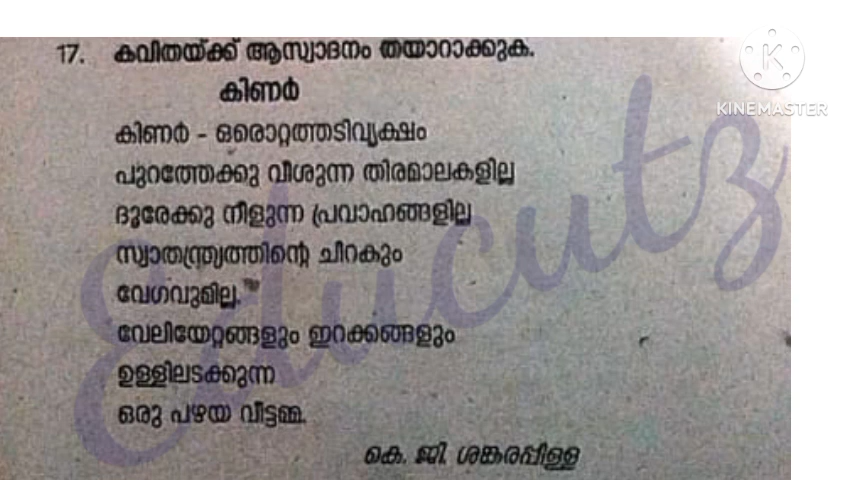 17. കവിതയ്ക്ക് ആസ്വാദനം തയാറാക്കുക.
KINEMASTER
കിണർ
കിണർ - ഒരൊറ്റത്തടിവൃക്ഷം
പുറത്തേക്കു വീശുന്ന തിരമാലകളില്ല
ദൂരേക്കു നീളുന്ന പ്രവാഹങ്ങളില്ല
സ്വാതന്ത്ര്യത്തിന്റെ ചിറകും
വേഗവുമില്ല.
വേലിയേറ്റങ്ങളും ഇറക്കങ്ങളും
ഉള്ളിലടക്കുന്ന
ഒരു പഴയ വീട്ടമ്മ.
കെ. ജി. ശങ്കരപ്പിള്ള
Educutz